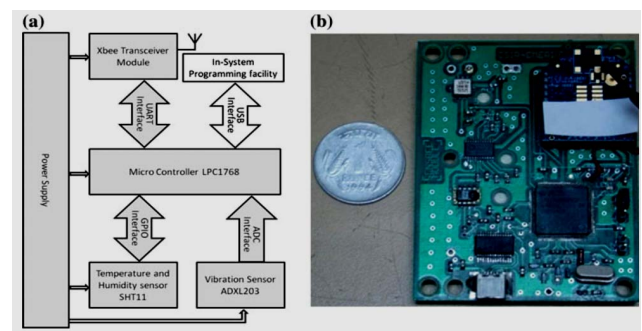 (a)
(b)
Xbee Transceiver
Module
In-System
Programming facility
UART
Interface
USB
Interface
Power Supply
Micro Controller LPC1768
GPIO
Interface
ADC
Interface
Temperature and
Humidity sensor
SHT11
Vibration Sensor
ADXL203